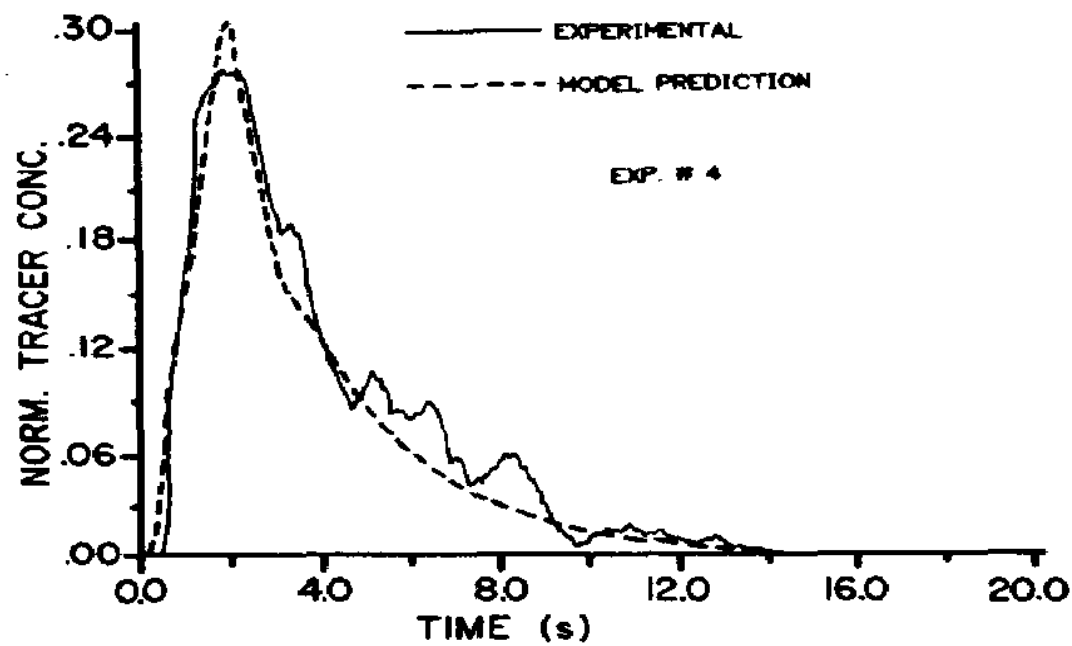 .30
EXPERIMENTAL
MODEL PREDICTION
.24
EXP. # 4
.18
.12
.06
.00
NORM. TRACER CONC.
0.0 4.0 8.0 12.0 16.0 20.0
TIME (s)